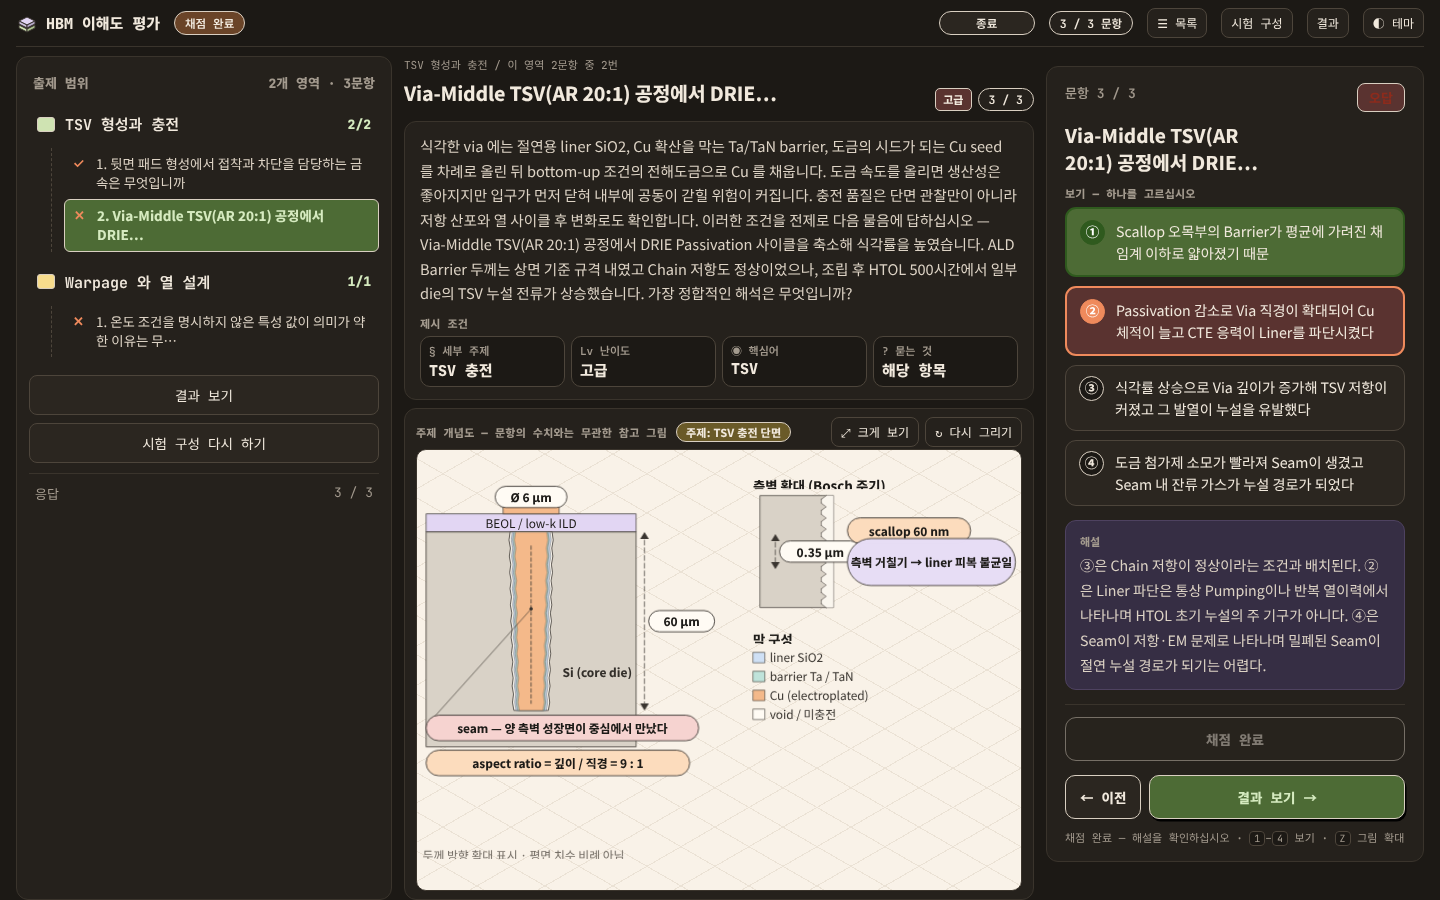 HBM 이해도 평가
채점 완료
종료
3 / 3 문항
☰ 목록
시험 구성
결과
◐ 테마
출제 범위
2개 영역 · 3문항
TSV 형성과 충전
2/2
✓ 1. 뒷면 패드 형성에서 접착과 차단을 담당하는 금
속은 무엇입니까
✕ 2. Via-Middle TSV(AR 20:1) 공정에서
DRIE…
Warpage 와 열 설계
1/1
✕ 1. 온도 조건을 명시하지 않은 특성 값이 의미가 약
한 이유는 무…
결과 보기
시험 구성 다시 하기
응답
3 / 3
TSV 형성과 충전 / 이 영역 2문항 중 2번
Via-Middle TSV(AR 20:1) 공정에서 DRIE…
고급
3 / 3
식각한 via 에는 절연용 liner SiO2, Cu 확산을 막는 Ta/TaN barrier, 도금의 시드가 되는 Cu seed
를 차례로 올린 뒤 bottom-up 조건의 전해도금으로 Cu 를 채웁니다. 도금 속도를 올리면 생산성은
좋아지지만 입구가 먼저 닫혀 내부에 공동이 갇힐 위험이 커집니다. 충전 품질은 단면 관찰만이 아니라
저항 산포와 열 사이클 후 변화로도 확인합니다. 이러한 조건을 전제로 다음 물음에 답하십시오 —
Via-Middle TSV(AR 20:1) 공정에서 DRIE Passivation 사이클을 축소해 식각률을 높였습니다. ALD
Barrier 두께는 상면 기준 규격 내였고 Chain 저항도 정상이었으나, 조립 후 HTOL 500시간에서 일부
die의 TSV 누설 전류가 상승했습니다. 가장 정합적인 해석은 무엇입니까?
제시 조건
§ 세부 주제
TSV 충전
Lv 난이도
고급
◉ 핵심어
TSV
? 묻는 것
해당 항목
주제 개념도 — 문항의 수치와는 무관한 참고 그림
주제: TSV 충전 단면
⤢ 크게 보기
↻ 다시 그리기
Ø 6 µm
BEOL / low-k ILD
60 µm
Si (core die)
seam — 양 측벽 성장면이 중심에서 만났다
aspect ratio = 깊이 / 직경 = 9 : 1
측벽 확대 (Bosch 주기)
scallop 60 nm
0.35 µm
측벽 거칠기 → liner 피복 불균일
막 구성
liner SiO2
barrier Ta / TaN
Cu (electroplated)
void / 미충전
두께 방향 확대 표시 · 평면 치수 비례 아님
문항 3 / 3
오답
Via-Middle TSV(AR
20:1) 공정에서 DRIE…
보기 — 하나를 고르십시오
① Scallop 오목부의 Barrier가 평균에 가려진 채
임계 이하로 얇아졌기 때문
② Passivation 감소로 Via 직경이 확대되어 Cu
체적이 늘고 CTE 응력이 Liner를 파단시켰다
③ 식각률 상승으로 Via 깊이가 증가해 TSV 저항이
커졌고 그 발열이 누설을 유발했다
④ 도금 첨가제 소모가 빨라져 Seam이 생겼고
Seam 내 잔류 가스가 누설 경로가 되었다
해설
③은 Chain 저항이 정상이라는 조건과 배치된다. ②
은 Liner 파단은 통상 Pumping이나 반복 열이력에서
나타나며 HTOL 초기 누설의 주 기구가 아니다. ④은
Seam이 저항·EM 문제로 나타나며 밀폐된 Seam이
절연 누설 경로가 되기는 어렵다.
채점 완료
← 이전
결과 보기 →
채점 완료 — 해설을 확인하십시오 · 1–4 보기 · Z 그림 확대